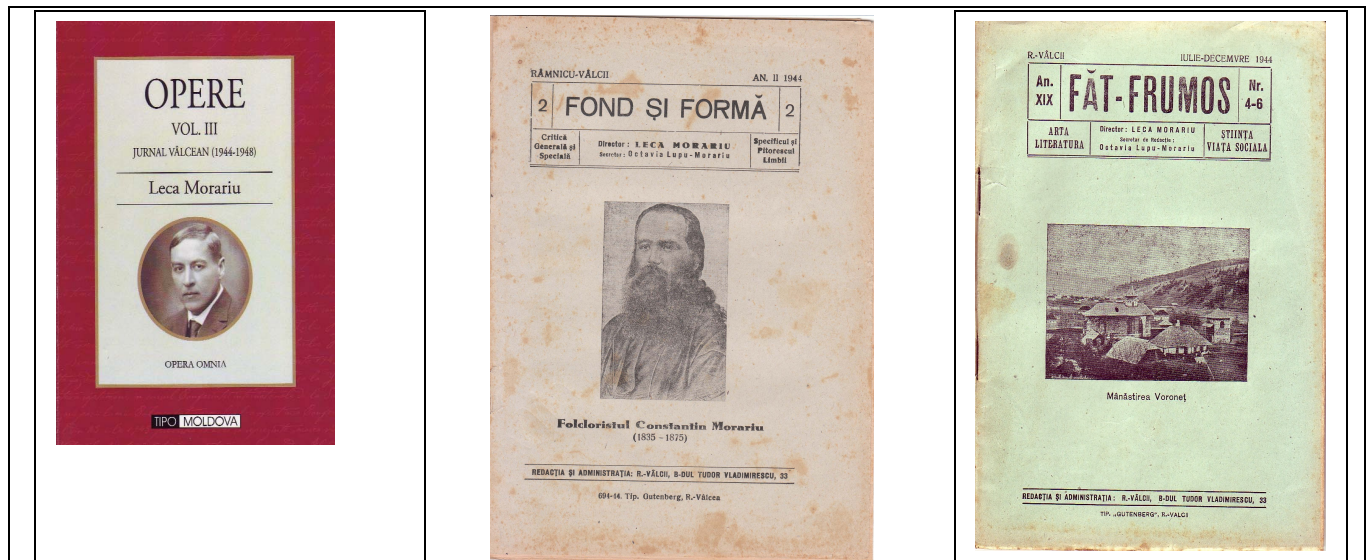 OPERE
VOL. III
JURNAL VÂLCEAN (1944-1948)
Leca Morariu
OPERA OMNIA
TIPO MOLDOVA
RÂMNICU-VÂLCII AN. II 1944
2 FOND ȘI FORMĂ 2
Critică
Generală și
Specială
Director: LECA MORARIU
Secretar: Octavia Lupu-Morariu
Specificul și
Pitorescul
Limbii
Folcloristul Constantin Morariu
(1835 - 1875)
REDACȚIA ȘI ADMINISTRAȚIA: R.-VÂLCII, B-DUL TUDOR VLADIMIRESCU, 33
694-14. Tip. Gutenberg, R.-Vâlcea
R.-VÂLCII IULIE-DECEMVRE 1944
An.
XIX
FĂT-FRUMOS
Nr.
4-6
ARTA
LITERATURA
Director: LECA MORARIU
Secretar de Redacție:
Octavia Lupu-Morariu
ȘTIINȚA
VIAȚA SOCIALA
Mânăstirea Voroneț
REDACȚIA ȘI ADMINISTRAȚIA: R.-VÂLCII, B-DUL TUDOR VLADIMIRESCU, 33
TIP. „GUTENBERG", R.-VALCII